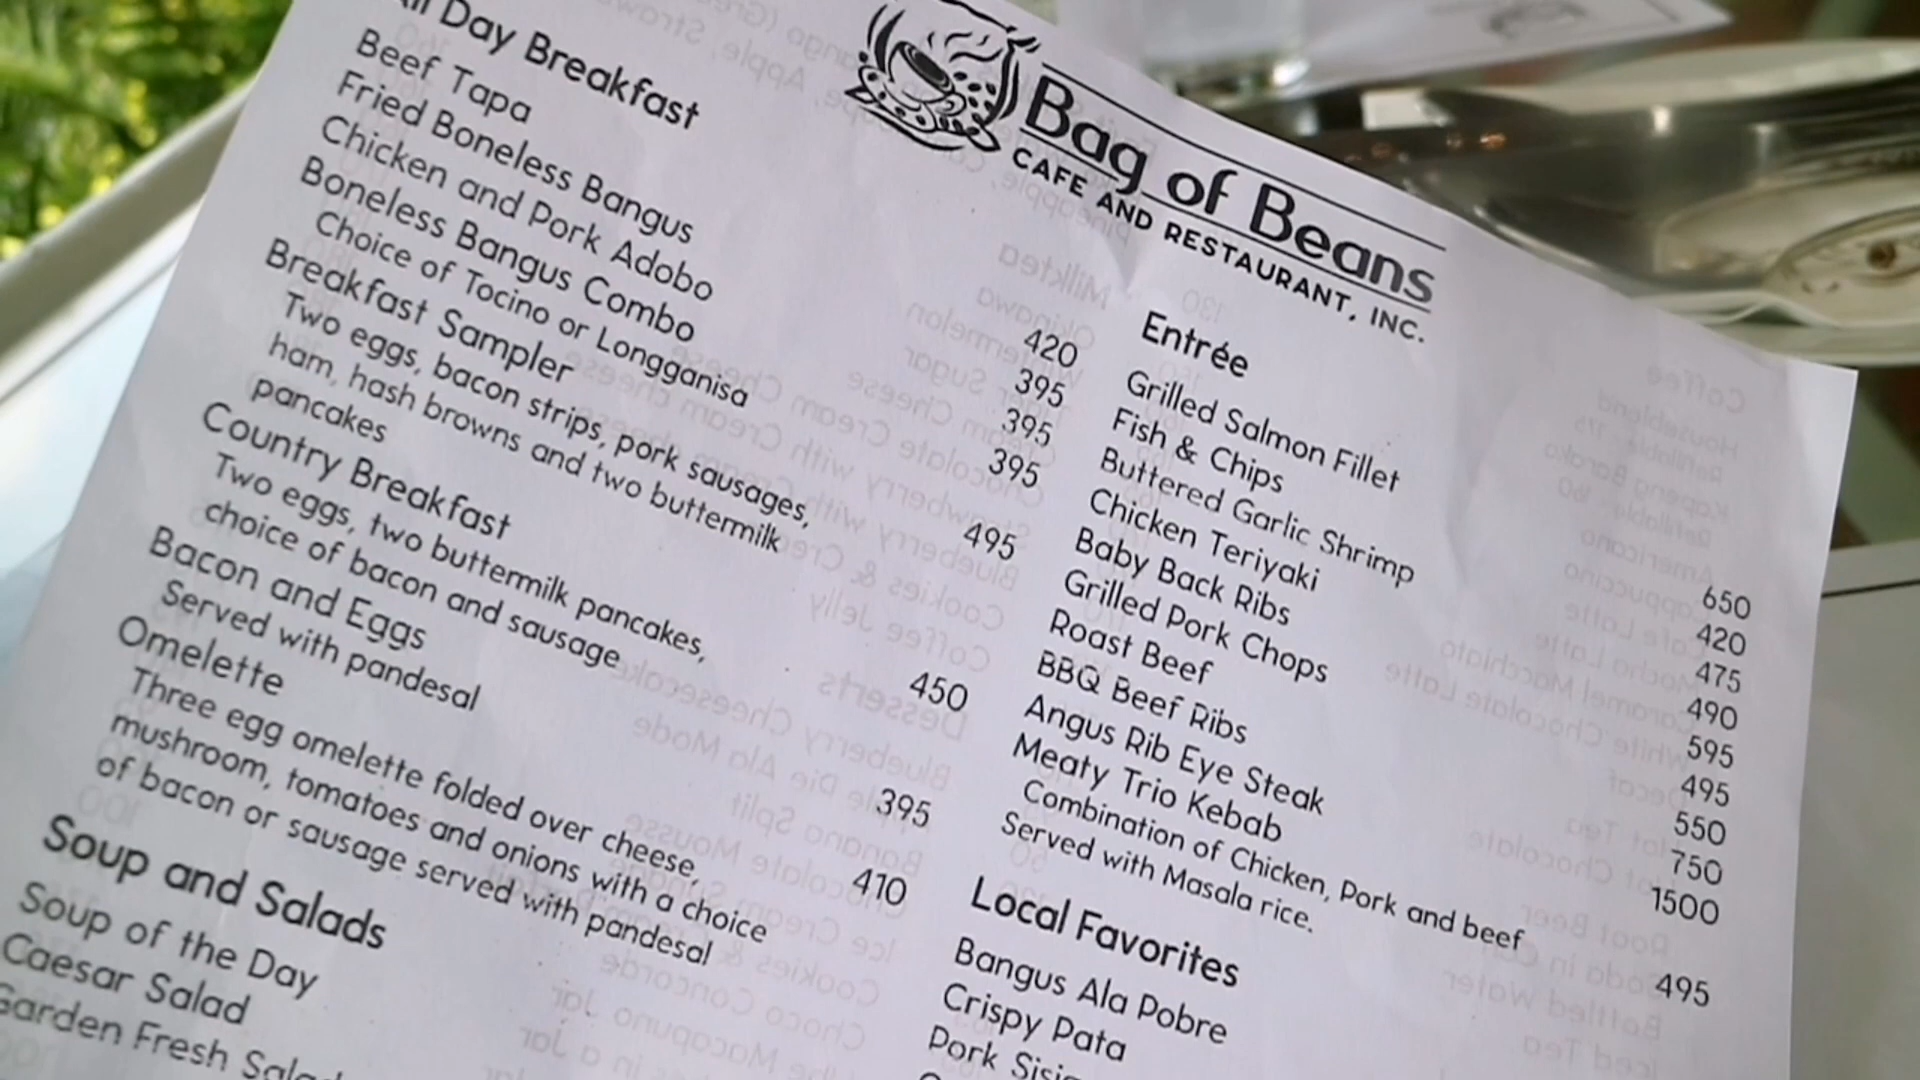 Bag of Beans
CAFE AND RESTAURANT, INC.
All Day Breakfast
Beef Tapa 420
Fried Boneless Bangus 395
Chicken and Pork Adobo 395
Boneless Bangus Combo 395
Choice of Tocino or Longganisa
Breakfast Sampler 495
Two eggs, bacon strips, pork sausages,
ham, hash browns and two buttermilk
pancakes
Country Breakfast 450
Two eggs, two buttermilk pancakes,
choice of bacon and sausage
Bacon and Eggs 395
Served with pandesal
Omelette 410
Three egg omelette folded over cheese,
mushroom, tomatoes and onions with a choice
of bacon or sausage served with pandesal
Soup and Salads
Soup of the Day
Caesar Salad
Garden Fresh Salad
Entrée
Grilled Salmon Fillet 650
Fish & Chips 420
Buttered Garlic Shrimp 475
Chicken Teriyaki 490
Baby Back Ribs 595
Grilled Pork Chops 495
Roast Beef 550
BBQ Beef Ribs 750
Angus Rib Eye Steak 1500
Meaty Trio Kebab 495
Combination of Chicken, Pork and beef
Served with Masala rice.
Local Favorites
Bangus Ala Pobre
Crispy Pata
Pork